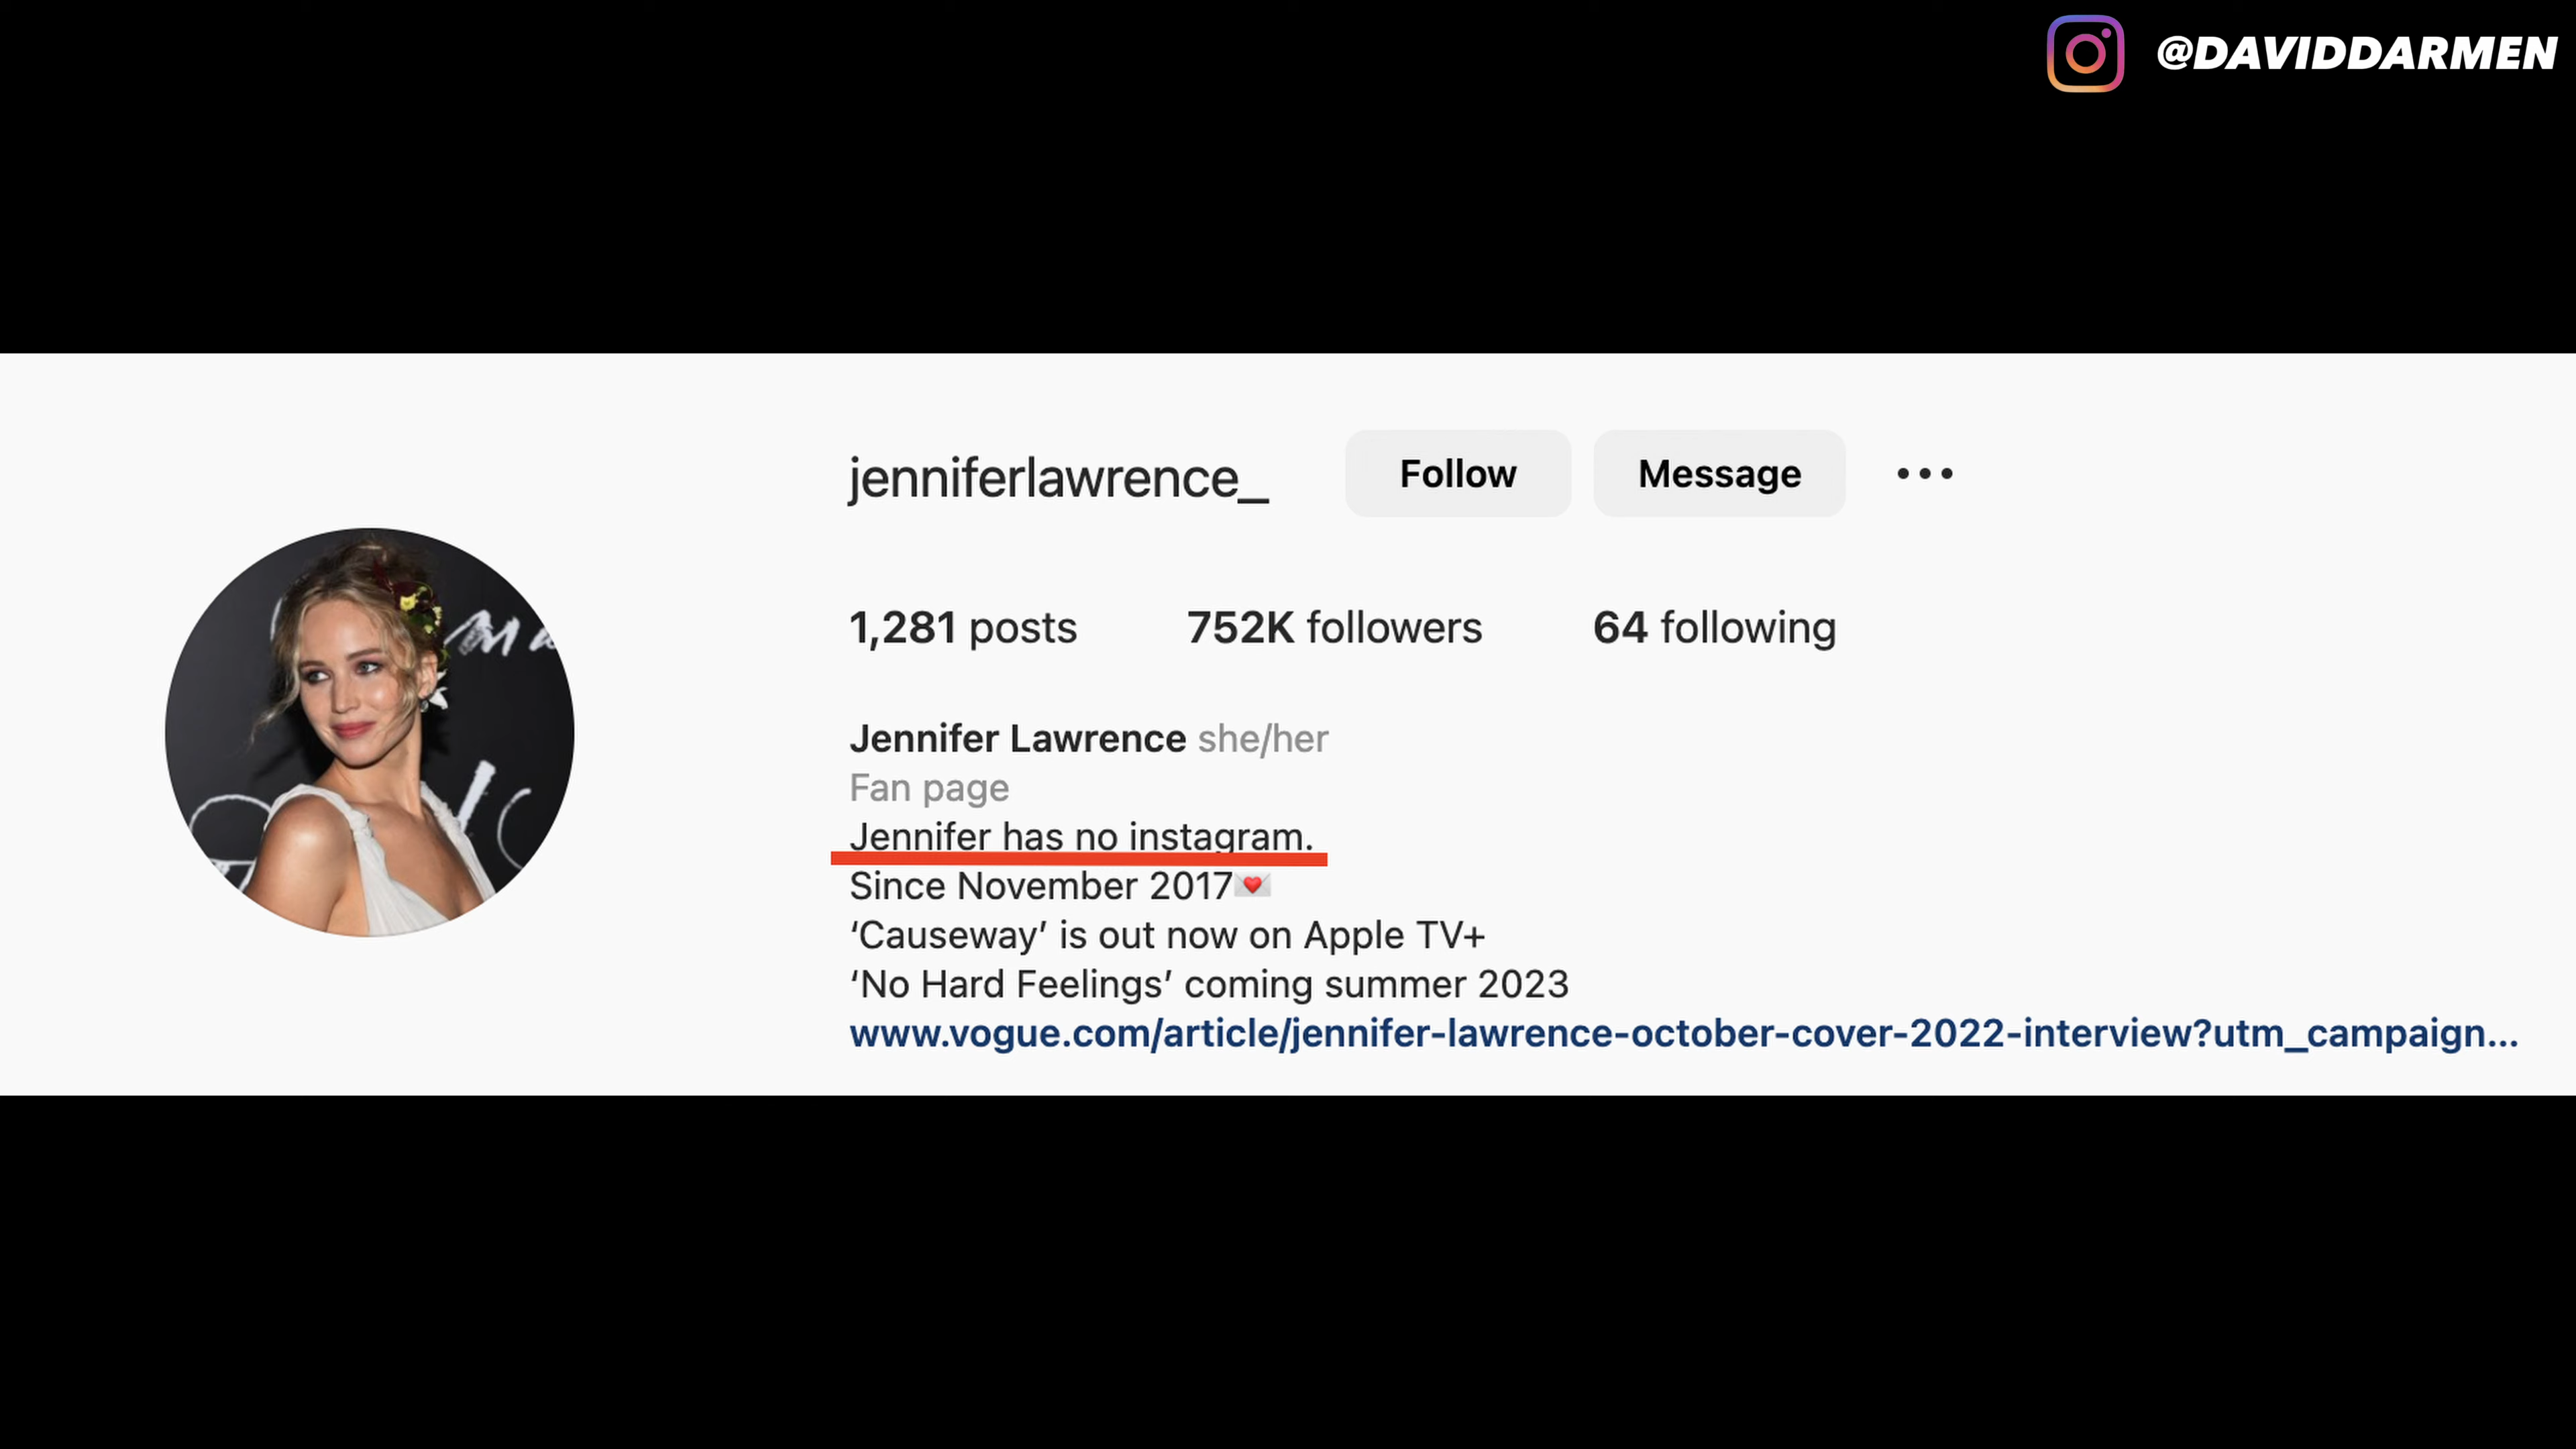 @DAVIDDARMEN
jenniferlawrence_ Follow Message
1,281 posts 752K followers 64 following
Jennifer Lawrence she/her
Fan page
Jennifer has no instagram.
Since November 2017💌
‘Causeway’ is out now on Apple TV+
‘No Hard Feelings’ coming summer 2023
www.vogue.com/article/jennifer-lawrence-october-cover-2022-interview?utm_campaign...